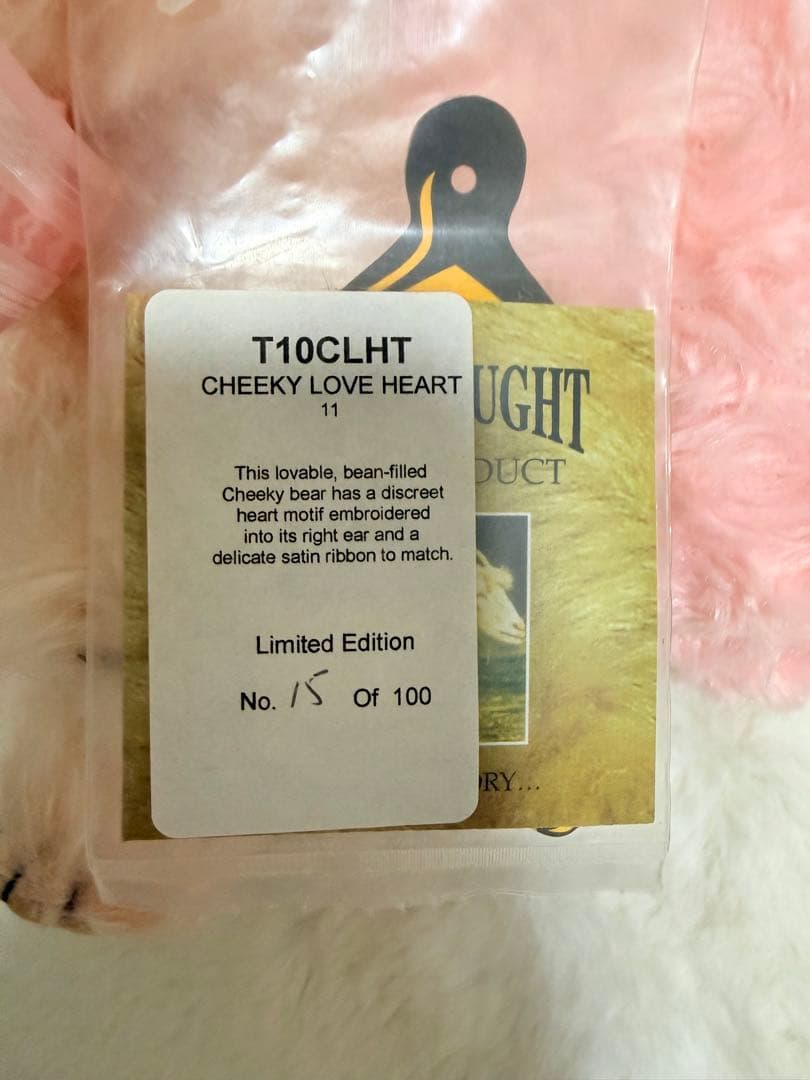 T10CLHT
CHEEKY LOVE HEART
11
This lovable, bean-filled
Cheeky bear has a discreet
heart motif embroidered
into its right ear and a
delicate satin ribbon to match.
Limited Edition
No. 15 Of 100
UGHT
DUCT
ORY...